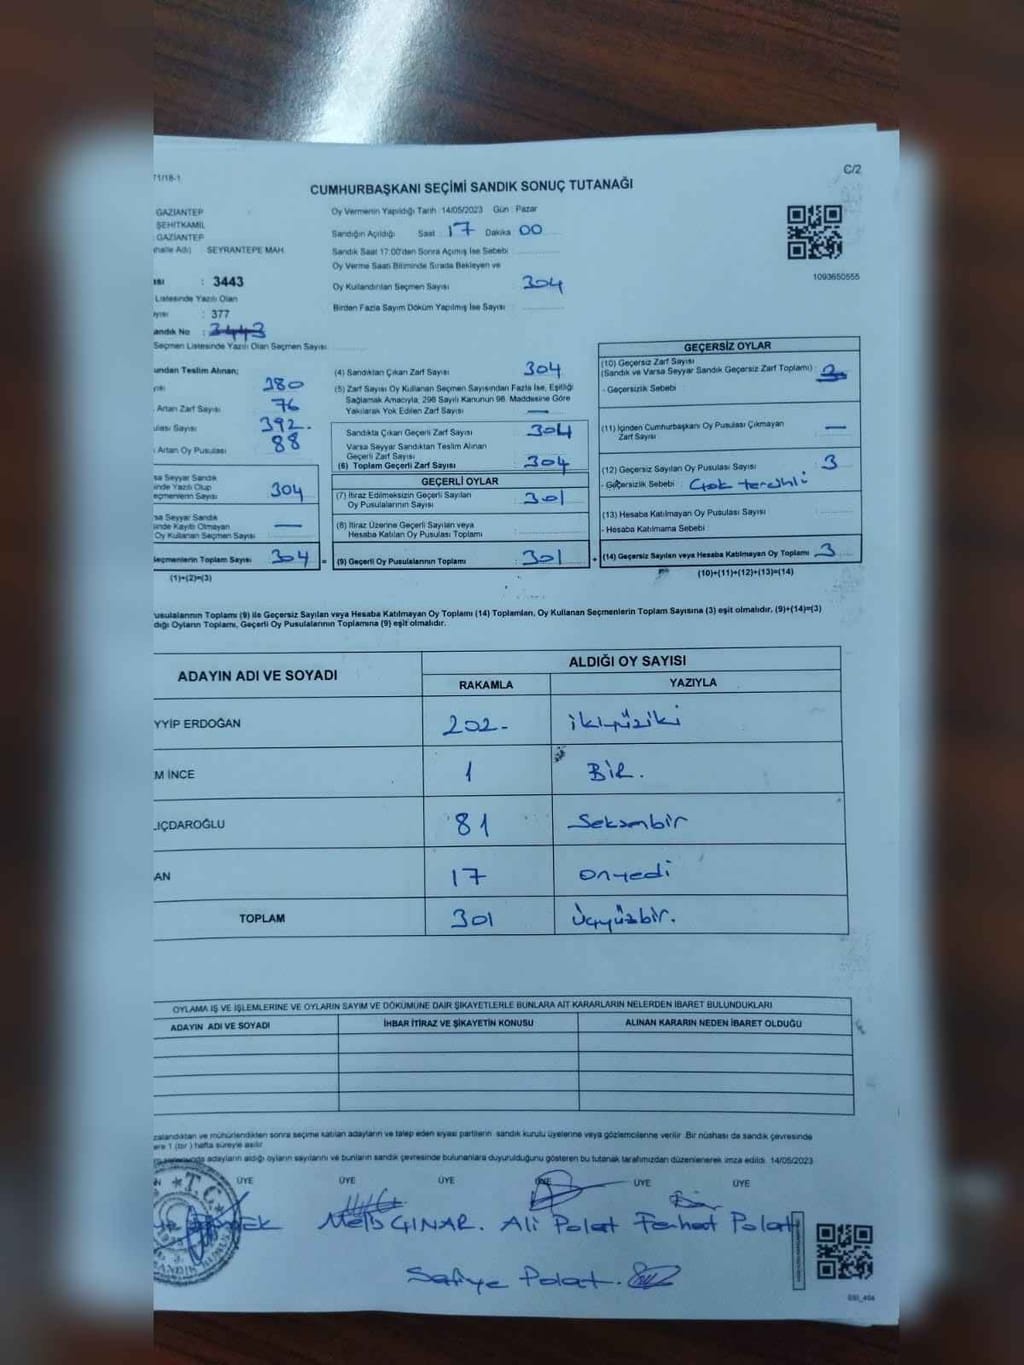 71/18-1
C/2
CUMHURBAŞKANI SEÇİMİ SANDIK SONUÇ TUTANAĞI
GAZİANTEP
ŞEHİTKAMİL
GAZİANTEP
SEYRANTEPE MAH.
: 3443
Listesinde Yazılı Olan
: 377
andık No : 3443
Seçmen Listesinde Yazılı Olan Seçmen Sayısı
Oy Vermenin Yapıldığı Tarih :14/05/2023 Gün : Pazar
Sandığın Açıldığı Saat : 17 Dakika 00
Sandık Saat 17:00'den Sonra Açılmış İse Sebebi
Oy Verme Saati Bitiminde Sırada Bekleyen ve
Oy Kullandırılan Seçmen Sayısı 304
Birden Fazla Sayım Döküm Yapılmış İse Sayısı
1093650555
undan Teslim Alınan;
380
Artan Zarf Sayısı 76
392.
Artan Oy Pusulası 88
(4) Sandıktan Çıkan Zarf Sayısı 304
(5) Zarf Sayısı Oy Kullanan Seçmen Sayısından Fazla İse, Eşitliği
Sağlamak Amacıyla, 298 Sayılı Kanunun 98. Maddesine Göre
Yakılarak Yok Edilen Zarf Sayısı —
Sandıkta Çıkan Geçerli Zarf Sayısı 304
Varsa Seyyar Sandıktan Teslim Alınan
Geçerli Zarf Sayısı
(6) Toplam Geçerli Zarf Sayısı 304
sa Seyyar Sandık
inde Yazılı Olup
eçmenlerin Sayısı 304
sa Seyyar Sandık
inde Kayıtlı Olmayan
Oy Kullanan Seçmen Sayısı —
eçmenlerin Toplam Sayısı 304 =
(1)+(2)=(3)
GEÇERLİ OYLAR
(7) İtiraz Edilmeksizin Geçerli Sayılan
Oy Pusulalarının Sayısı 301
(8) İtiraz Üzerine Geçerli Sayılan veya
Hesaba Katılan Oy Pusulası Toplamı
(9) Geçerli Oy Pusulalarının Toplamı 301 +
GEÇERSİZ OYLAR
(10) Geçersiz Zarf Sayısı
(Sandık ve Varsa Seyyar Sandık Geçersiz Zarf Toplamı) :
- Geçersizlik Sebebi
(11) İçinden Cumhurbaşkanı Oy Pusulası Çıkmayan
Zarf Sayısı —
(12) Geçersiz Sayılan Oy Pusulası Sayısı : 3
- Geçersizlik Sebebi : Çok tercihli
(13) Hesaba Katılmayan Oy Pusulası Sayısı
- Hesaba Katılmama Sebebi :
(14) Geçersiz Sayılan veya Hesaba Katılmayan Oy Toplamı 3
(10)+(11)+(12)+(13)=(14)
usulalarının Toplamı (9) ile Geçersiz Sayılan veya Hesaba Katılmayan Oy Toplamı (14) Toplamları, Oy Kullanan Seçmenlerin Toplam Sayısına (3) eşit olmalıdır, (9)+(14)=(3)
dığı Oyların Toplamı, Geçerli Oy Pusulalarının Toplamına (9) eşit olmalıdır.
ADAYIN ADI VE SOYADI ALDIĞI OY SAYISI
RAKAMLA YAZIYLA
YYİP ERDOĞAN 202- ikiyüziki
M İNCE 1 BİR.
LIÇDAROĞLU 81 Seksenbir
AN 17 onyedi
TOPLAM 301 Üçyüzbir.
OYLAMA İŞ VE İŞLEMLERİNE VE OYLARIN SAYIM VE DÖKÜMÜNE DAİR ŞİKAYETLERLE BUNLARA AİT KARARLARIN NELERDEN İBARET BULUNDUKLARI
ADAYIN ADI VE SOYADI İHBAR İTİRAZ VE ŞİKAYETİN KONUSU ALINAN KARARIN NEDEN İBARET OLDUĞU
zalandıktan ve mühürlendikten sonra seçime katılan adayların ve talep eden siyasi partilerin sandık kurulu üyelerine veya gözlemcilerine verilir. Bir nüshası da sandık çevresinde
ere 1 (bir) hafta süreyle asılır.
adayların aldığı oyların sayılarını ve bunların sandık çevresinde bulunanlara duyurulduğunu gösteren bu tutanak tarafımızdan düzenlenerek imza edildi. 14/05/2023
ÜYE ÜYE ÜYE ÜYE ÜYE ÜYE
T.C.
Melis ÇINAR. Ali Polat Ferhat Polat
Safiye Polat.